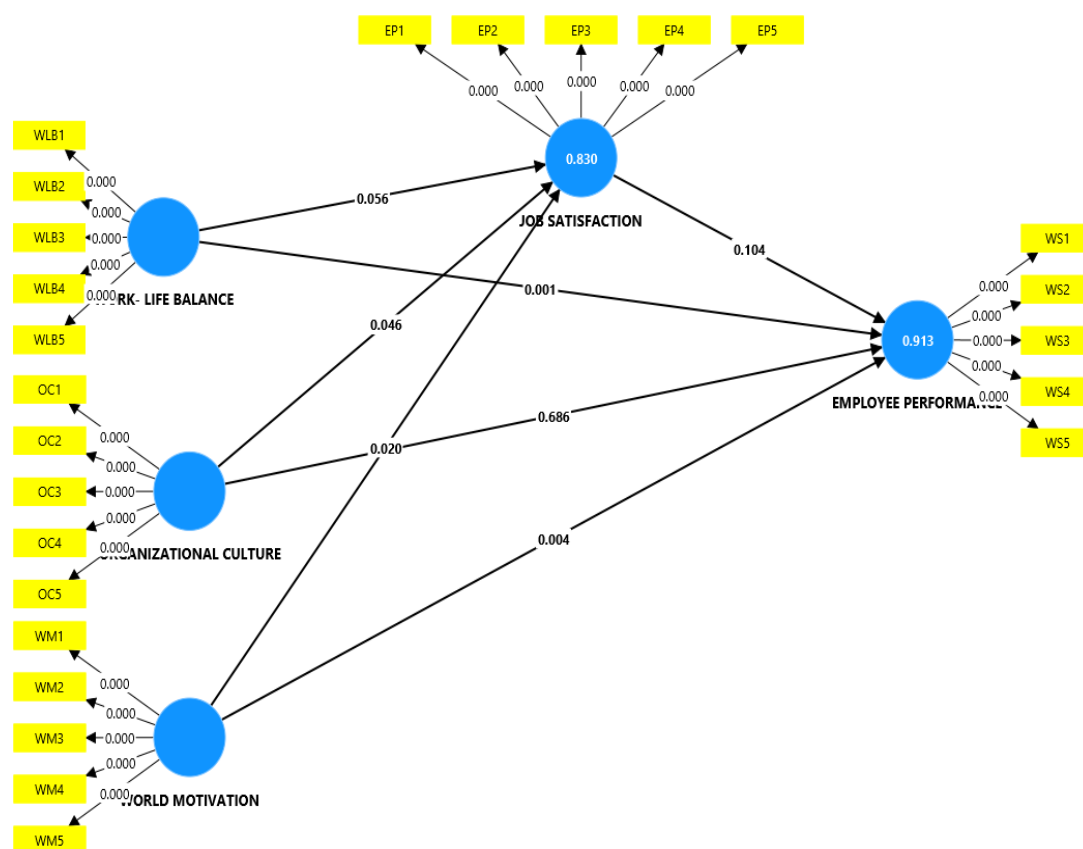 EP1 EP2 EP3 EP4 EP5
0.000 0.000 0.000 0.000 0.000
0.830
JOB SATISFACTION
WLB1
WLB2
WLB3
WLB4
WLB5
0.000
0.000
0.000
0.000
0.000
RK- LIFE BALANCE
0.056
0.001
0.046
0.104
0.686
0.020
0.004
WS1
WS2
WS3
WS4
WS5
0.000
0.000
0.000
0.000
0.000
0.913
EMPLOYEE PERFORMANCE
OC1
OC2
OC3
OC4
OC5
0.000
0.000
0.000
0.000
0.000
ORGANIZATIONAL CULTURE
WM1
WM2
WM3
WM4
WM5
0.000
0.000
0.000
0.000
0.000
WORLD MOTIVATION